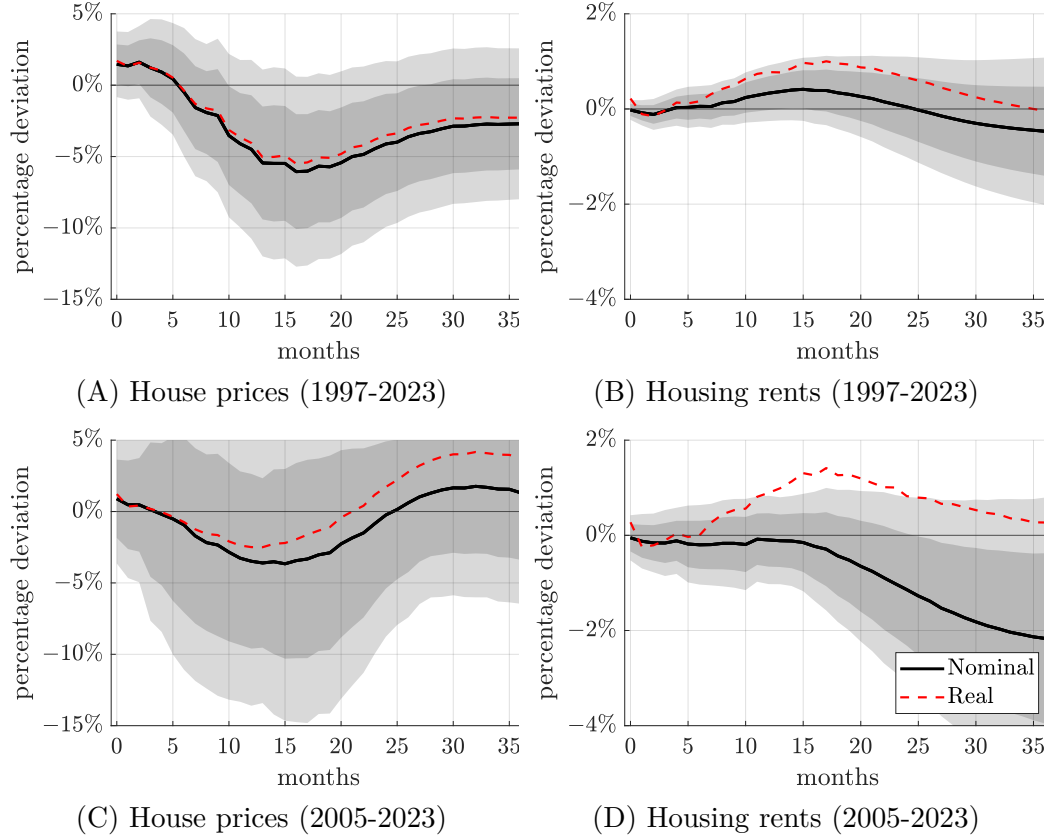 5%
0%
−5%
−10%
−15%
percentage deviation
0 5 10 15 20 25 30 35
months
(A) House prices (1997-2023)
2%
0%
−2%
−4%
percentage deviation
0 5 10 15 20 25 30 35
months
(B) Housing rents (1997-2023)
5%
0%
−5%
−10%
−15%
percentage deviation
0 5 10 15 20 25 30 35
months
(C) House prices (2005-2023)
2%
0%
−2%
−4%
percentage deviation
Nominal
Real
0 5 10 15 20 25 30 35
months
(D) Housing rents (2005-2023)